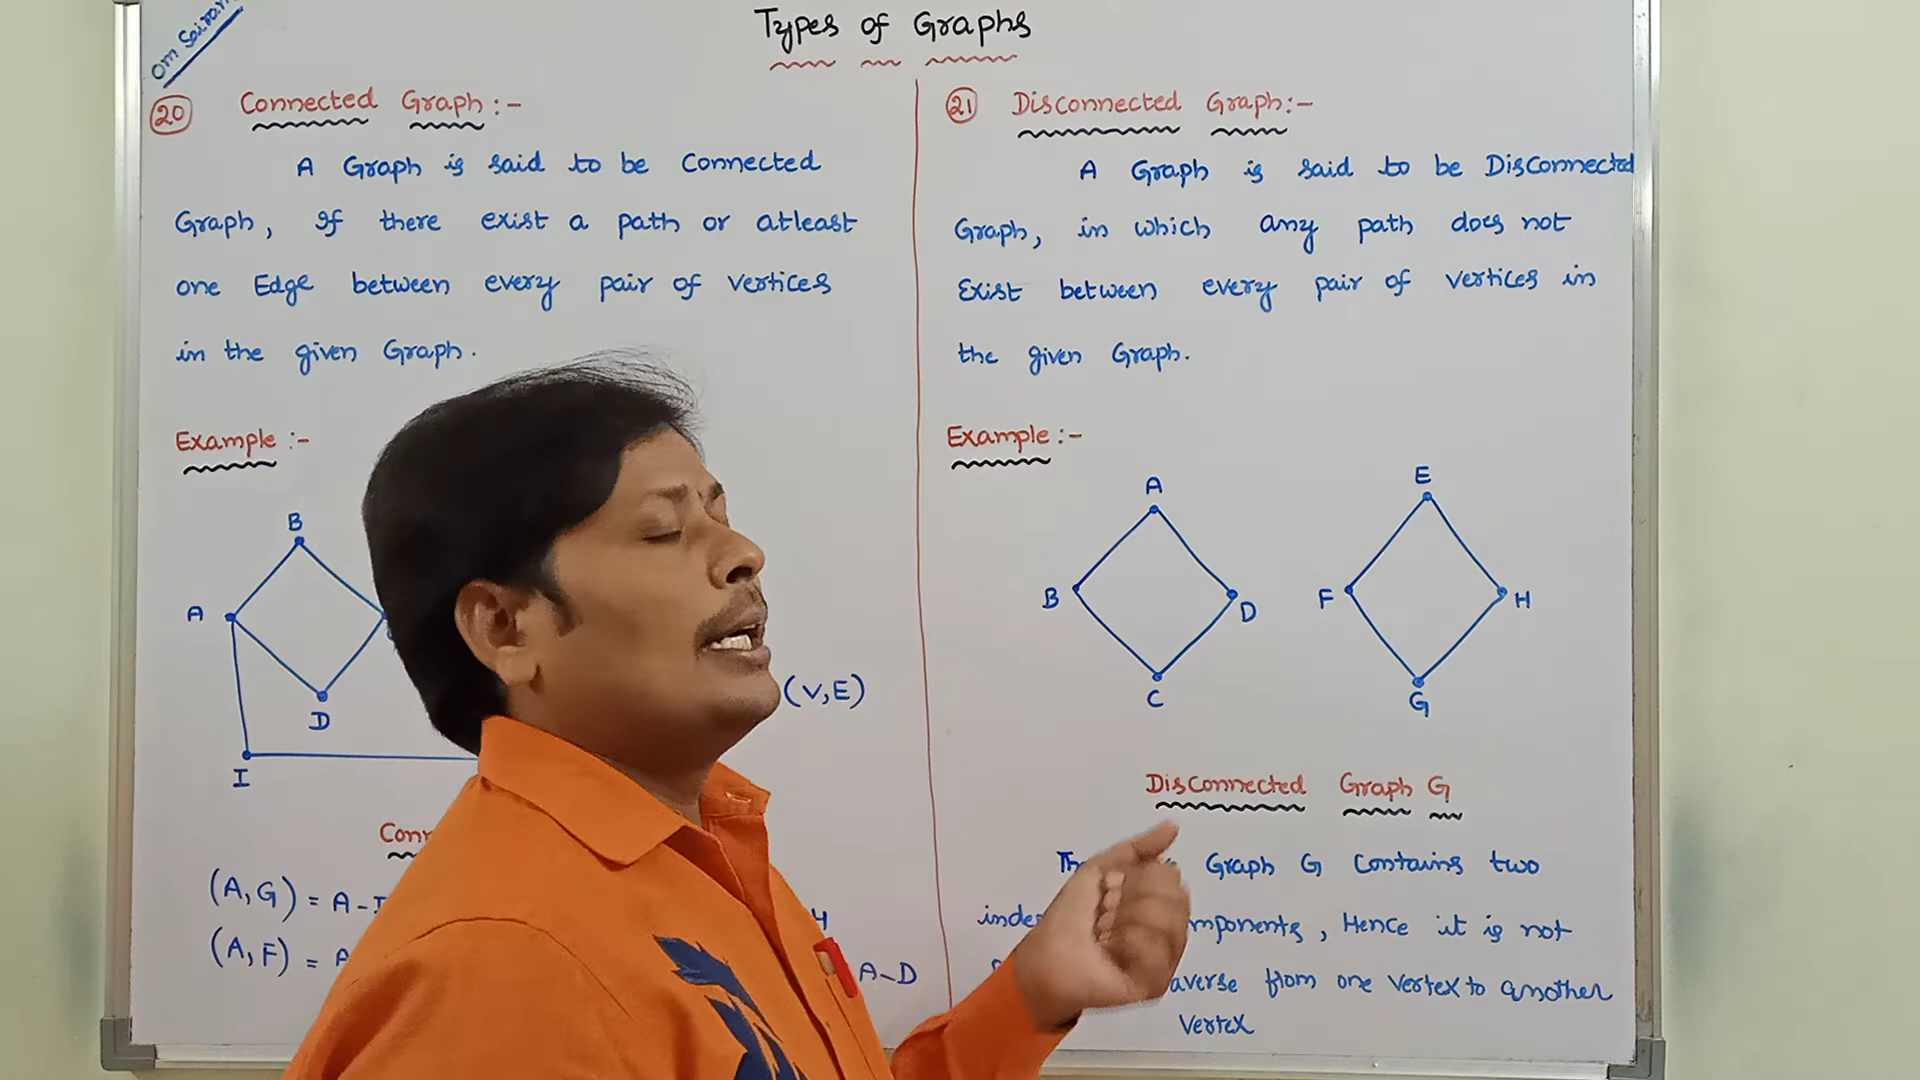 Om Sairam
Types of Graphs
20 Connected Graph :-
A Graph is said to be Connected
Graph, If there exist a path or atleast
one Edge between every pair of vertices
in the given Graph.
Example :-
B
A
D
I
(V,E)
(A,G) = A-I
(A,F) = A
A-D
21 Disconnected Graph:-
A Graph is said to be Disconnected
Graph, in which any path does not
Exist between every pair of vertices in
the given Graph.
Example :-
A
B
D
C
E
F
H
G
Disconnected Graph G
Graph G Contains two
, Hence it is not
from one vertex to another
vertex